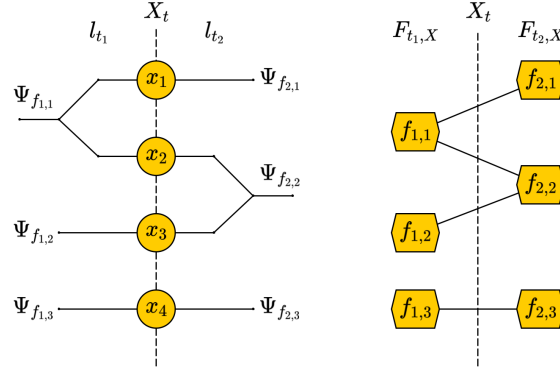 X_t
l_{t_1} l_{t_2}
Ψ_{f_{1,1}} x_1 Ψ_{f_{2,1}}
x_2 Ψ_{f_{2,2}}
Ψ_{f_{1,2}} x_3
Ψ_{f_{1,3}} x_4 Ψ_{f_{2,3}}
X_t
F_{t_1,X} F_{t_2,X}
f_{2,1}
f_{1,1}
f_{2,2}
f_{1,2}
f_{1,3} f_{2,3}